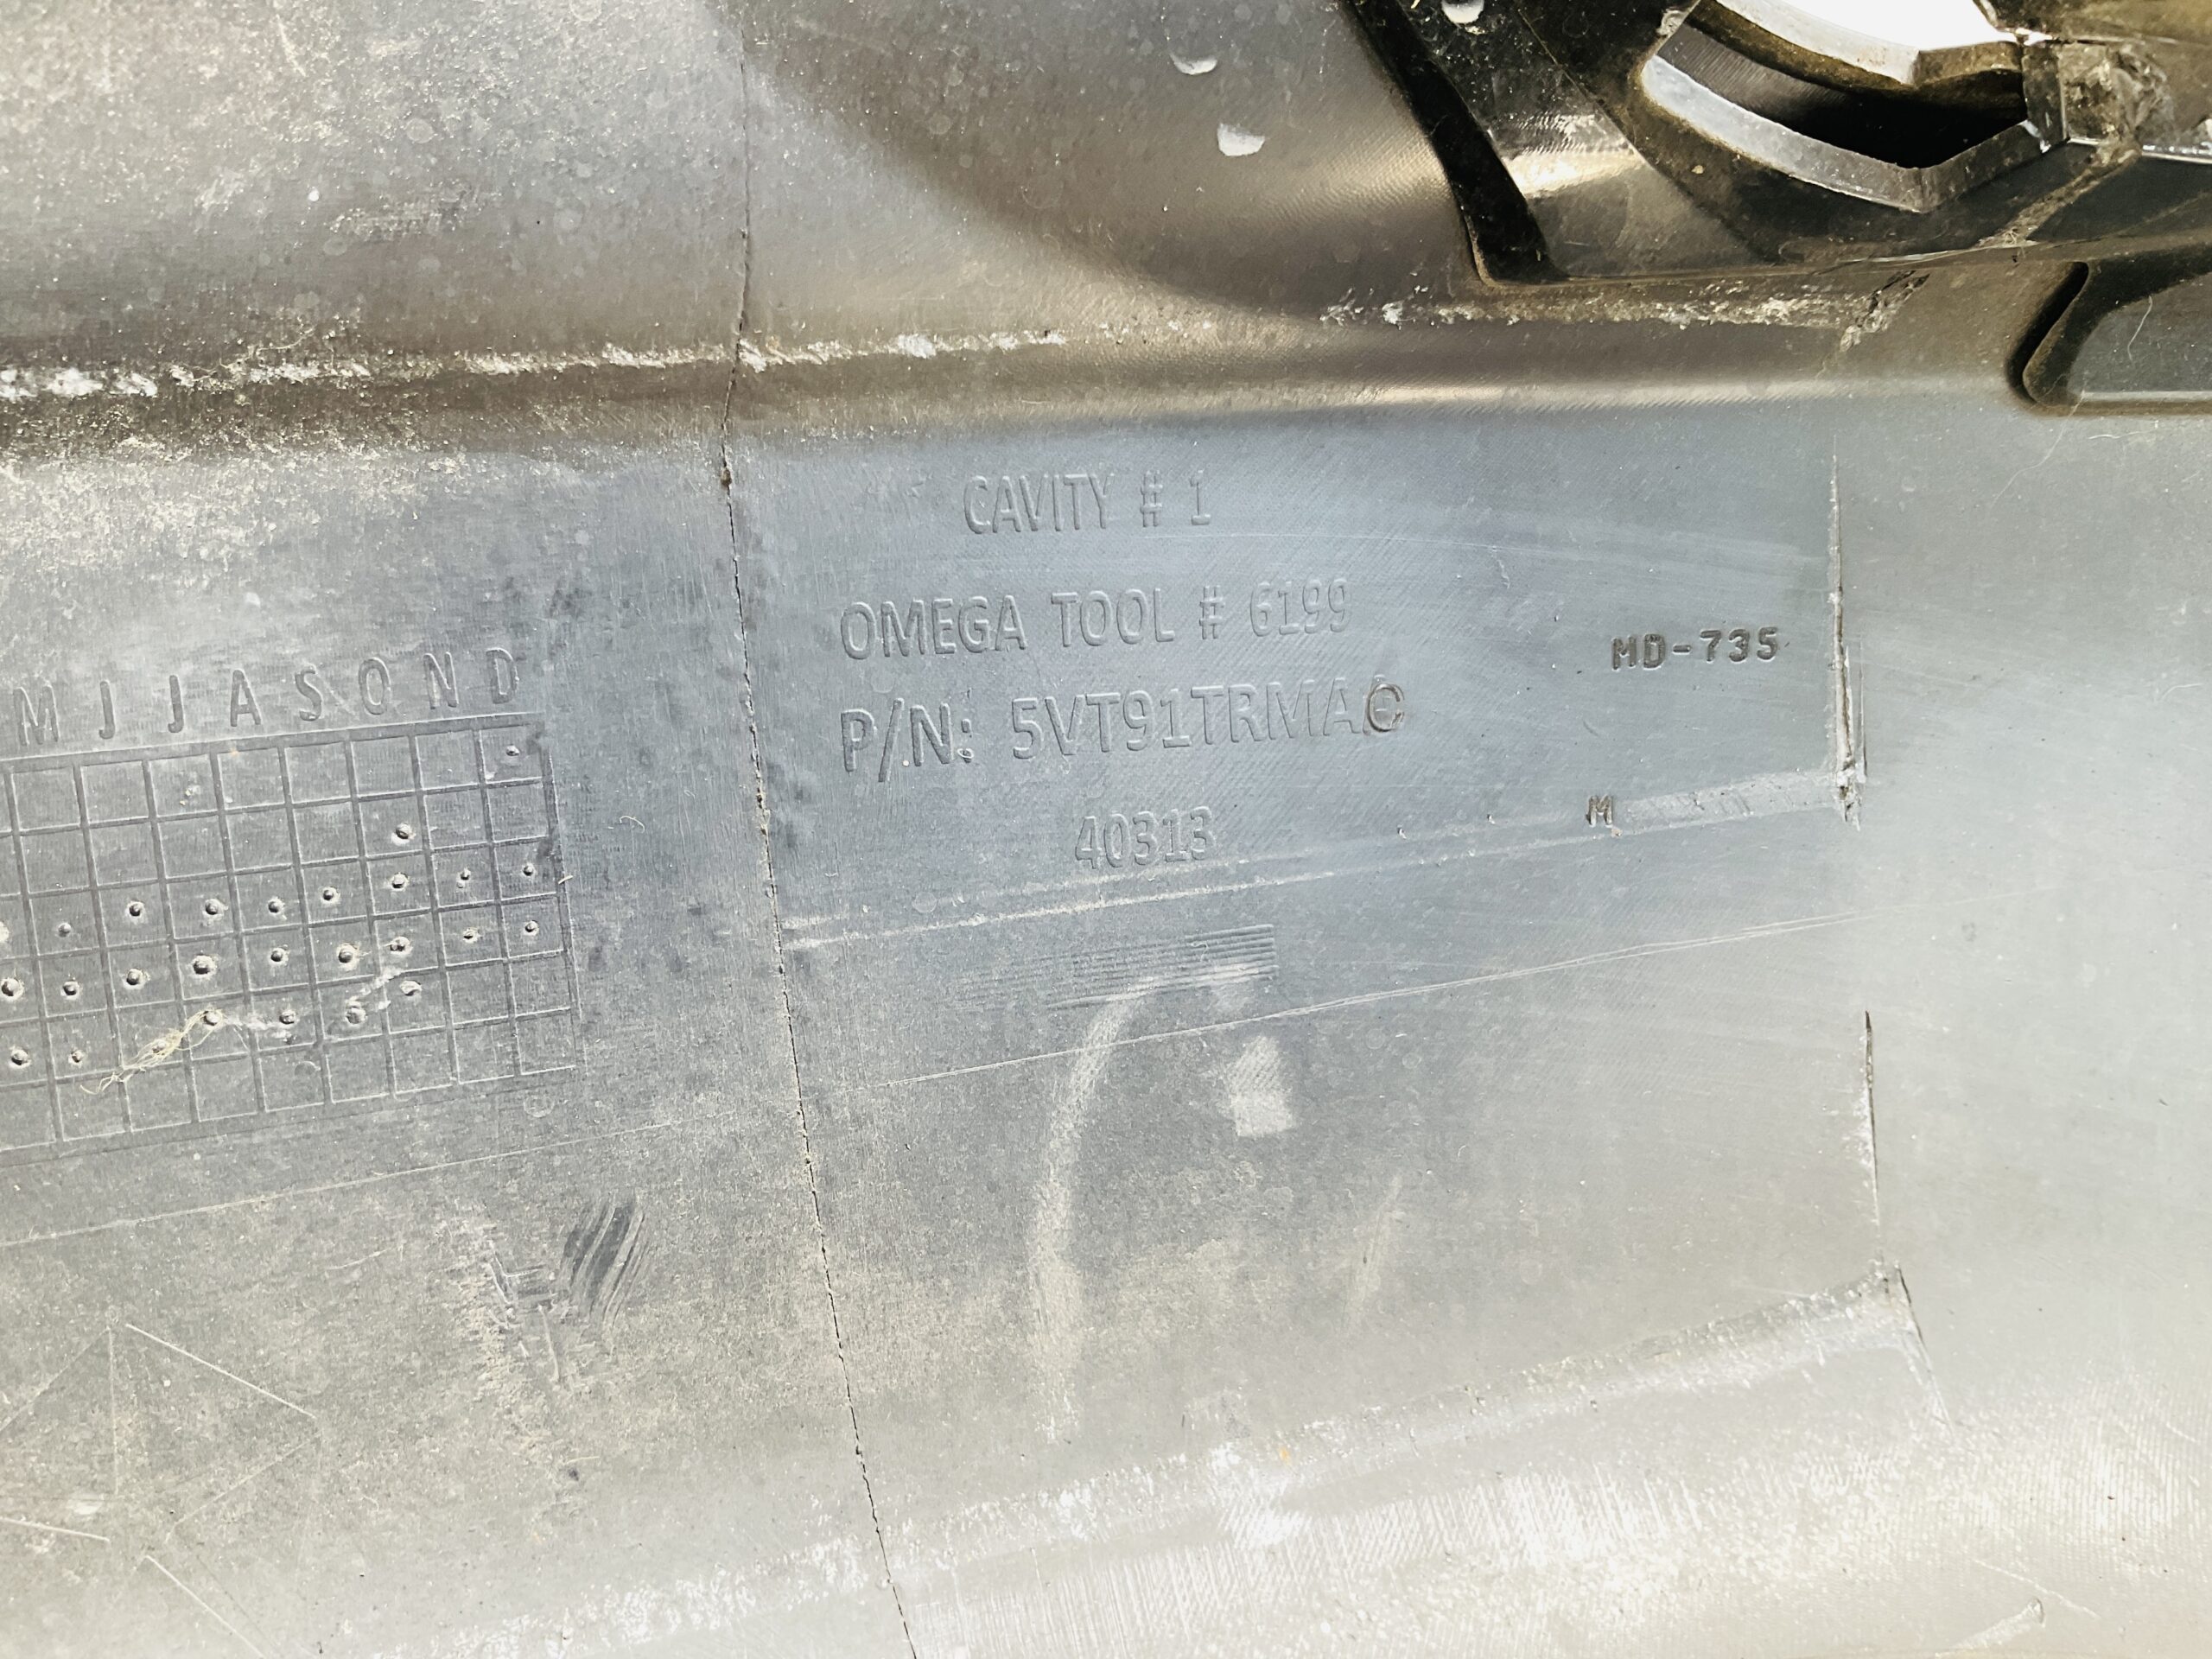 CAVITY # 1
OMEGA TOOL # 6199
MD-735
P/N: 5VT91TRMAC
M
40313
M J J A S O N D